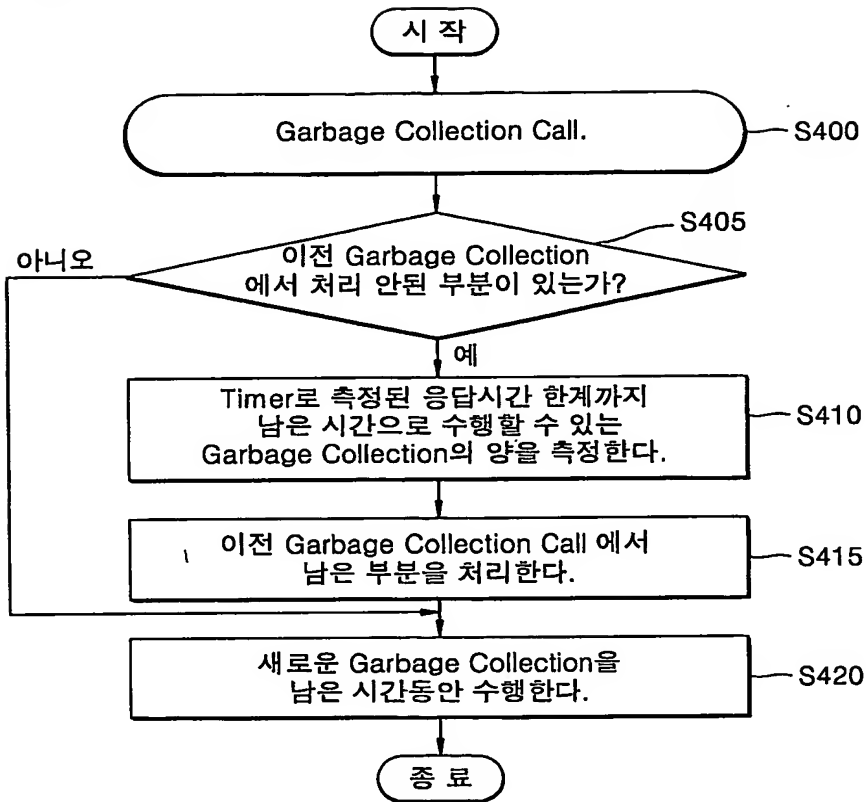 시 작
Garbage Collection Call.
S400
S405
이전 Garbage Collection
에서 처리 안된 부분이 있는가?
아니오
예
Timer로 측정된 응답시간 한계까지
남은 시간으로 수행할 수 있는
Garbage Collection의 양을 측정한다.
S410
이전 Garbage Collection Call 에서
남은 부분을 처리한다.
S415
새로운 Garbage Collection을
남은 시간동안 수행한다.
S420
종 료